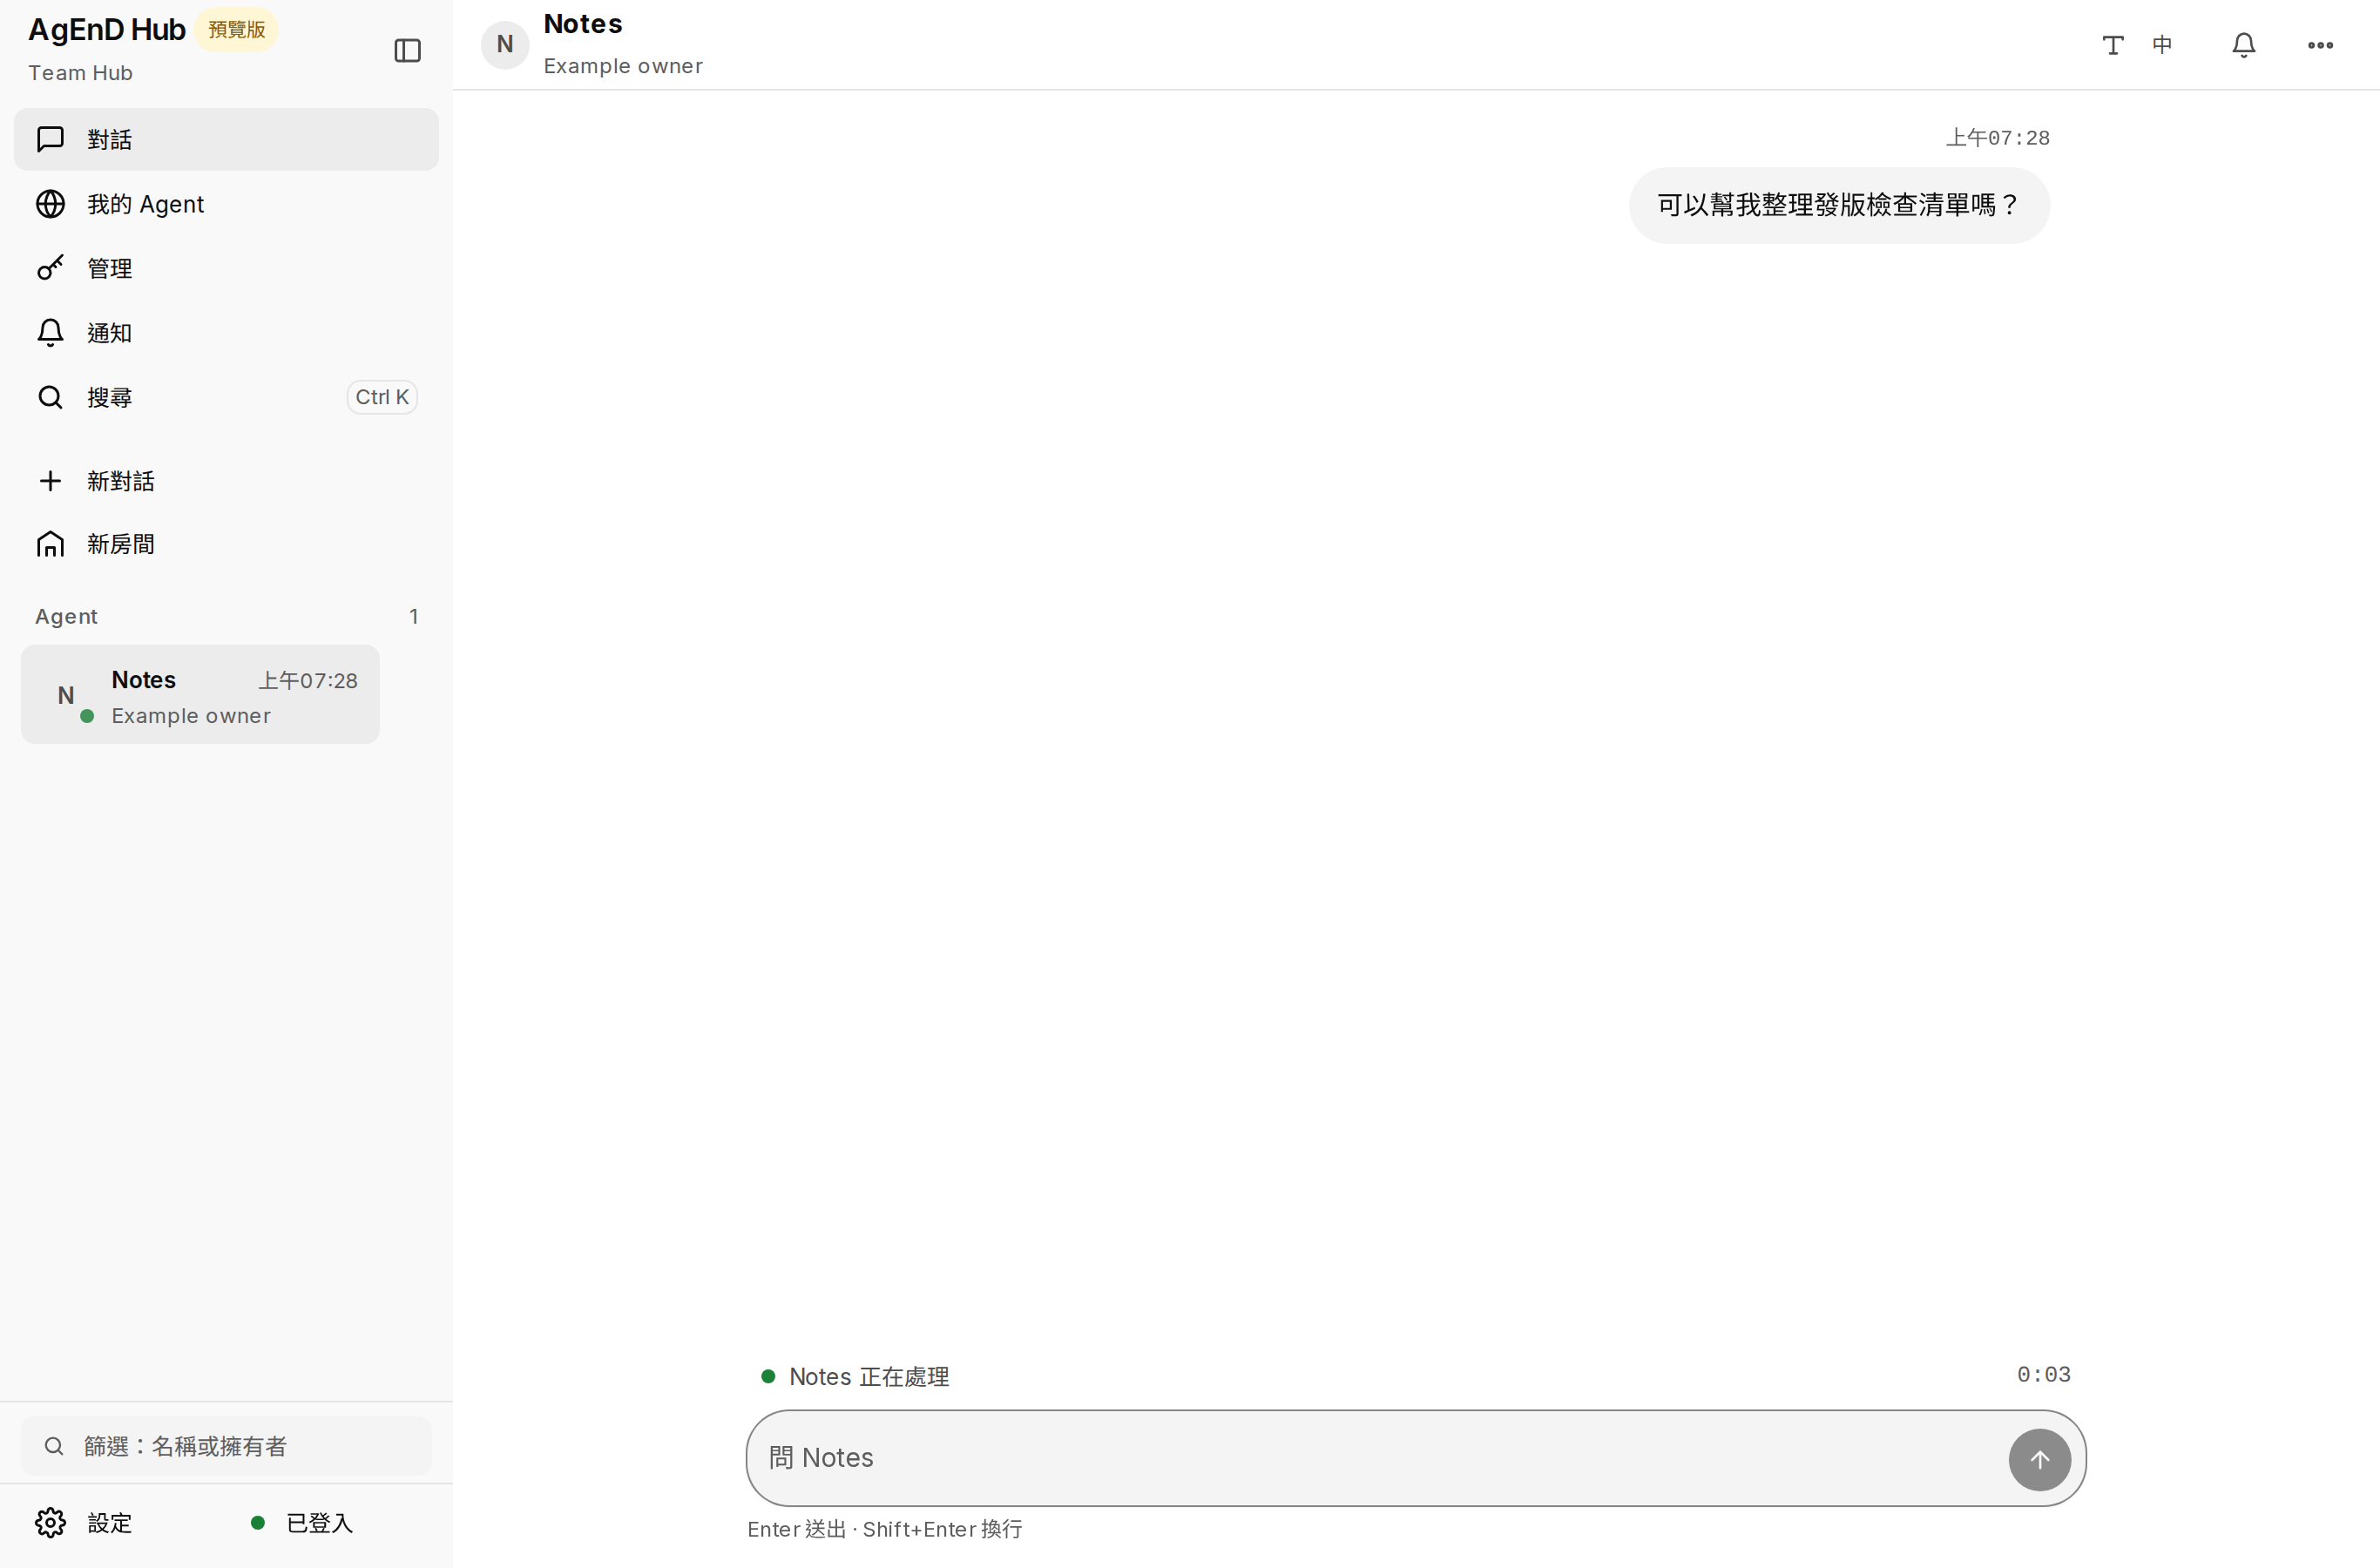 AgEnD Hub 預覽版
Team Hub
對話
我的 Agent
管理
通知
搜尋 Ctrl K
新對話
新房間
Agent 1
N Notes 上午07:28
Example owner
篩選：名稱或擁有者
設定 已登入
N Notes
Example owner
中
上午07:28
可以幫我整理發版檢查清單嗎？
Notes 正在處理 0:03
問 Notes
Enter 送出 · Shift+Enter 換行